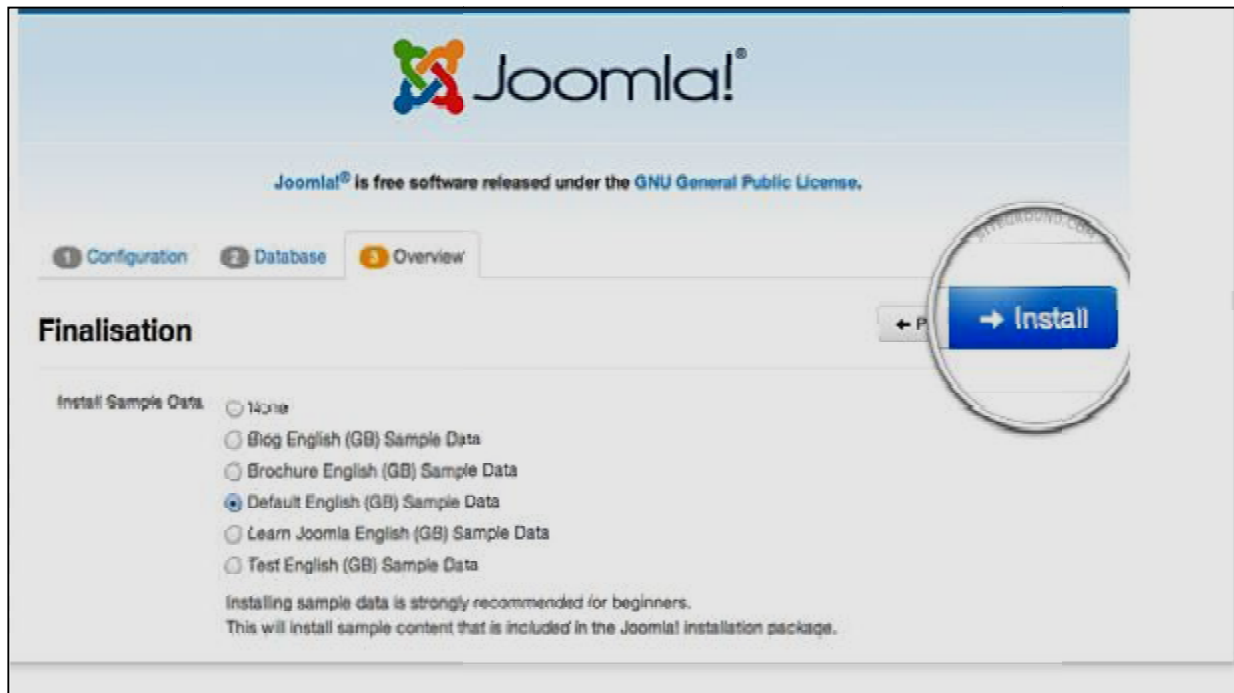 Joomla!®
Joomla!® is free software released under the GNU General Public License.
1 Configuration 2 Database 3 Overview
SITEGROUND.COM
Finalisation
← P
→ Install
Install Sample Data
None
Blog English (GB) Sample Data
Brochure English (GB) Sample Data
Default English (GB) Sample Data
Learn Joomla English (GB) Sample Data
Test English (GB) Sample Data
Installing sample data is strongly recommended for beginners.
This will install sample content that is included in the Joomla! installation package.